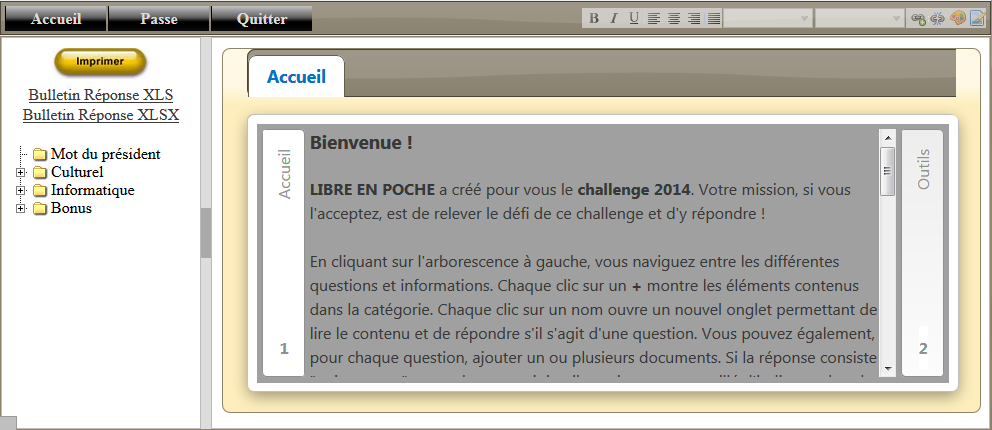 Accueil Passe Quitter B I U
Imprimer
Bulletin Réponse XLS
Bulletin Réponse XLSX
Mot du président
Culturel
Informatique
Bonus
Accueil
Accueil
1
Bienvenue !
LIBRE EN POCHE a créé pour vous le challenge 2014. Votre mission, si vous
l'acceptez, est de relever le défi de ce challenge et d'y répondre !
En cliquant sur l'arborescence à gauche, vous naviguez entre les différentes
questions et informations. Chaque clic sur un + montre les éléments contenus
dans la catégorie. Chaque clic sur un nom ouvre un nouvel onglet permettant de
lire le contenu et de répondre s'il s'agit d'une question. Vous pouvez également,
pour chaque question, ajouter un ou plusieurs documents. Si la réponse consiste
Outils
2